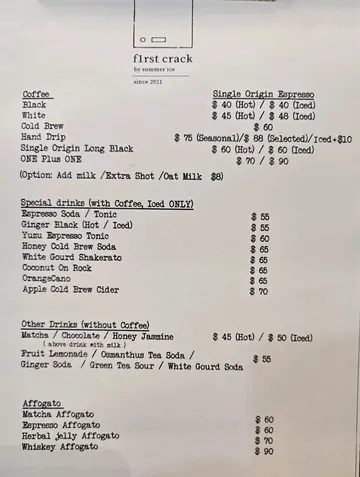 f1rst crack
by summer ice
since 2021
Coffee Single Origin Espresso
Black $ 40 (Hot) / $ 40 (Iced)
White $ 45 (Hot) / $ 48 (Iced)
Cold Brew $ 60
Hand Drip $ 75 (Seasonal)/$ 88 (Selected)/Iced+$10
Single Origin Long Black $ 60 (Hot) / $ 60 (Iced)
ONE Plus ONE $ 70 / $ 90
(Option: Add milk /Extra Shot /Oat Milk $8)
Special drinks (with Coffee, Iced ONLY)
Espresso Soda / Tonic $ 55
Ginger Black (Hot / Iced) $ 55
Yuzu Espresso Tonic $ 60
Honey Cold Brew Soda $ 65
White Gourd Shakerato $ 65
Coconut On Rock $ 65
OrangeCano $ 65
Apple Cold Brew Cider $ 70
Other Drinks (without Coffee)
Matcha / Chocolate / Honey Jasmine $ 45 (Hot) / $ 50 (Iced)
( above drink with milk )
Fruit Lemonade / Osmanthus Tea Soda / $ 55
Ginger Soda / Green Tea Sour / White Gourd Soda
Affogato
Matcha Affogato $ 60
Espresso Affogato $ 60
Herbal jelly Affogato $ 70
Whiskey Affogato $ 90